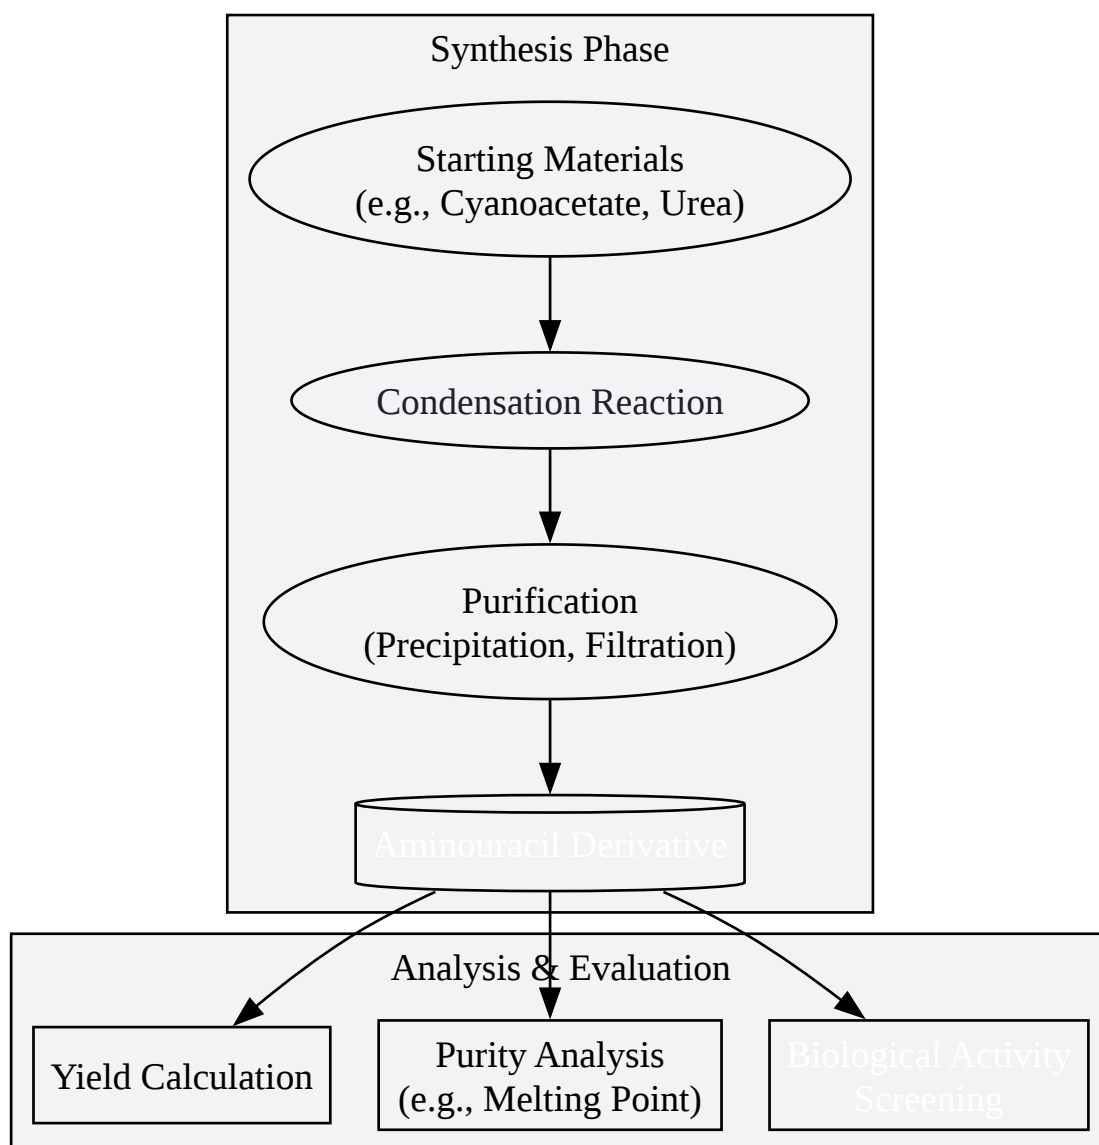 Synthesis Phase
Starting Materials
(e.g., Cyanoacetate, Urea)
Condensation Reaction
Purification
(Precipitation, Filtration)
Aminouracil Derivative
Analysis & Evaluation
Yield Calculation
Purity Analysis
(e.g., Melting Point)
Biological Activity
Screening